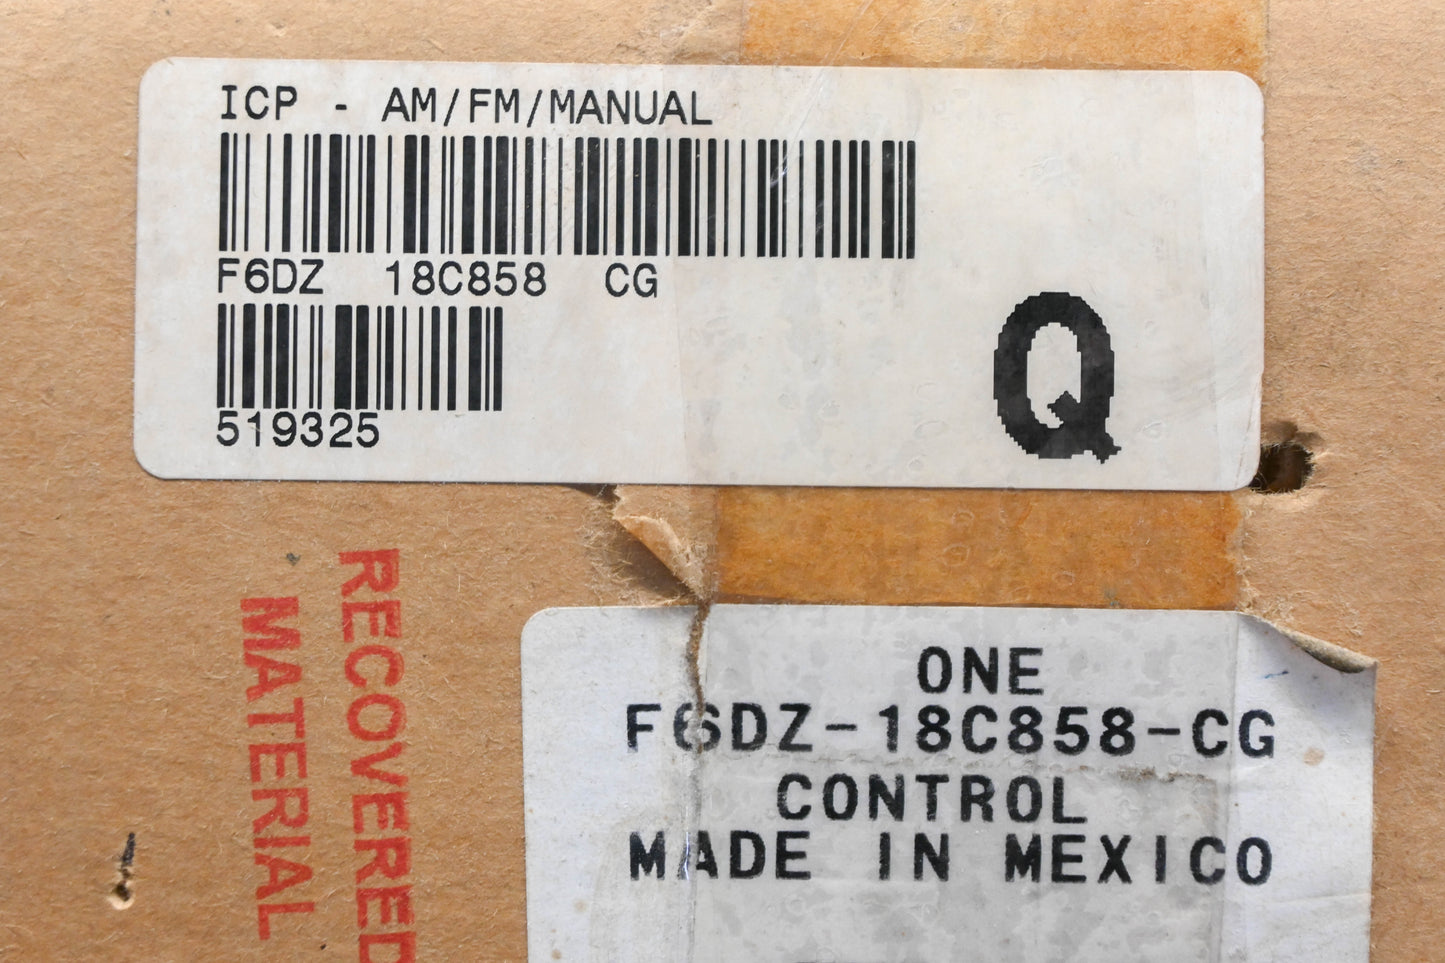 ICP - AM/FM/MANUAL
F6DZ 18C858 CG
519325
Q
RECOVERED
MATERIAL
ONE
F6DZ-18C858-CG
CONTROL
MADE IN MEXICO